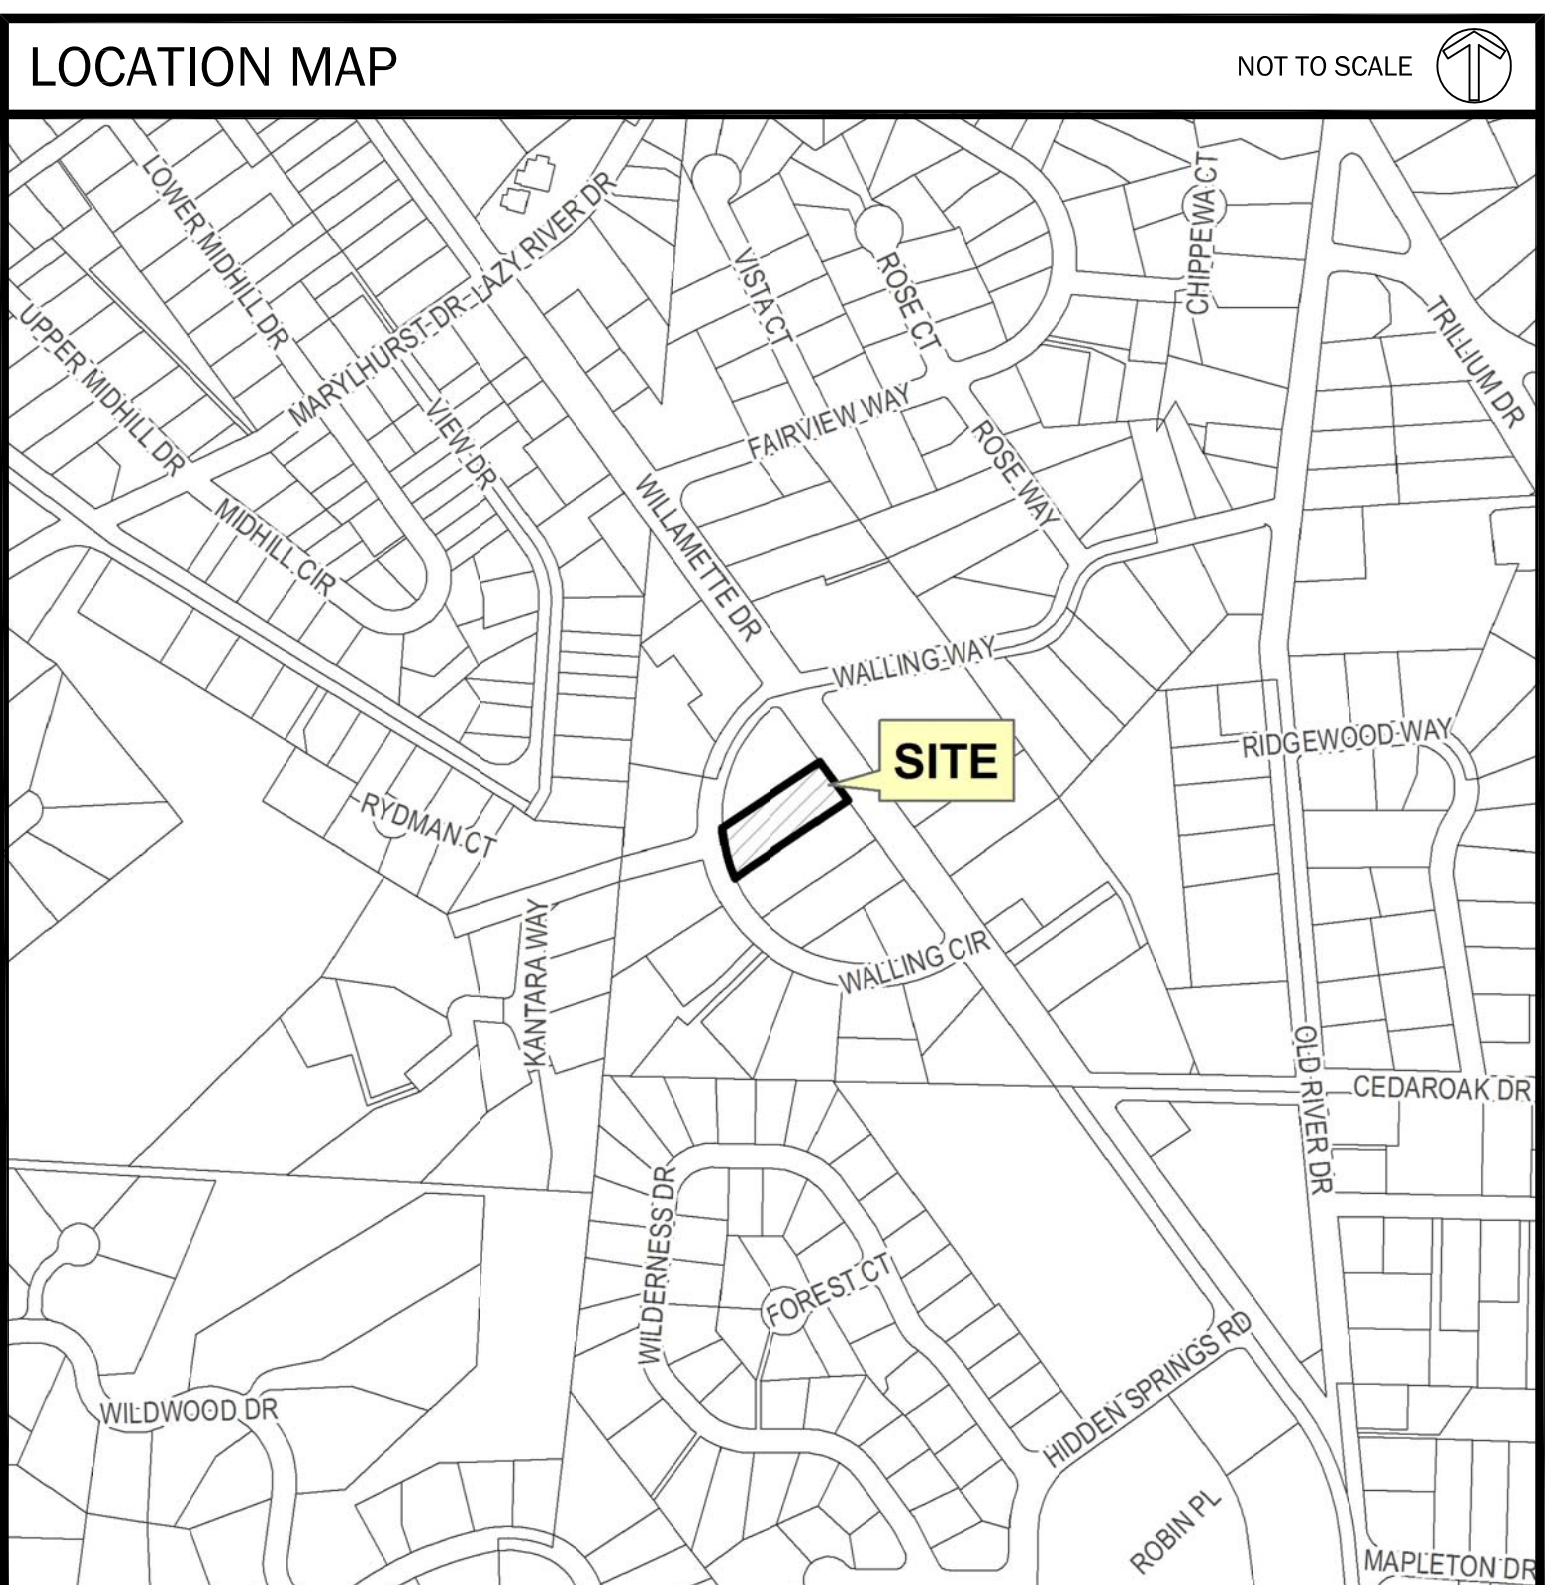 LOCATION MAP
NOT TO SCALE
LOWER MIDHILL DR
MARYLHURST DR-LAZY RIVER DR
CHIPPEWA CT
VISTA CT
ROSE CT
UPPER MIDHILL DR
TRILLIUM DR
VIEW DR
FAIRVIEW WAY
ROSE WAY
MIDHILL CIR
WILLAMETTE DR
WALLING WAY
SITE
RIDGEWOOD WAY
RYDMAN CT
KANTARA WAY
WALLING CIR
OLD RIVER DR
CEDAROAK DR
WILDERNESS DR
FOREST CT
HIDDEN SPRINGS RD
WILDWOOD DR
ROBIN PL
MAPLETON DR